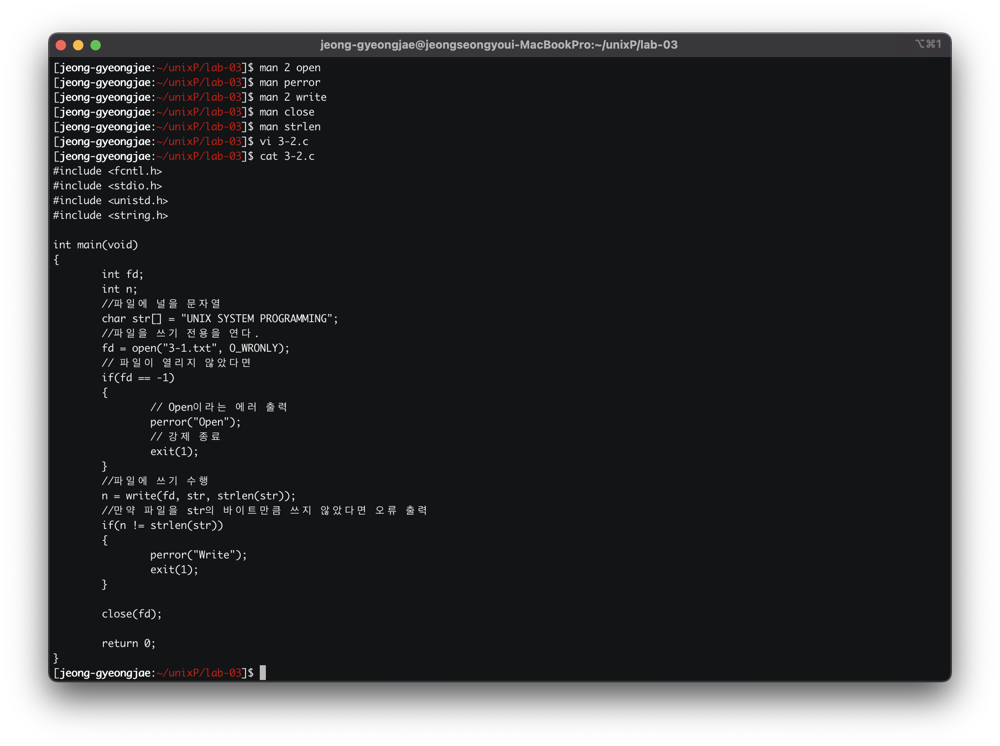 jeong-gyeongjae@jeongseongyoui-MacBookPro:~/unixP/lab-03
⌥⌘1
[jeong-gyeongjae:~/unixP/lab-03]$ man 2 open
[jeong-gyeongjae:~/unixP/lab-03]$ man perror
[jeong-gyeongjae:~/unixP/lab-03]$ man 2 write
[jeong-gyeongjae:~/unixP/lab-03]$ man close
[jeong-gyeongjae:~/unixP/lab-03]$ man strlen
[jeong-gyeongjae:~/unixP/lab-03]$ vi 3-2.c
[jeong-gyeongjae:~/unixP/lab-03]$ cat 3-2.c
#include <fcntl.h>
#include <stdio.h>
#include <unistd.h>
#include <string.h>
int main(void)
{
int fd;
int n;
//파일에 널을 문자열
char str[] = "UNIX SYSTEM PROGRAMMING";
//파일을 쓰기 전용을 연다.
fd = open("3-1.txt", O_WRONLY);
// 파일이 열리지 않았다면
if(fd == -1)
{
// Open이라는 에러 출력
perror("Open");
// 강제 종료
exit(1);
}
//파일에 쓰기 수행
n = write(fd, str, strlen(str));
//만약 파일을 str의 바이트만큼 쓰지 않았다면 오류 출력
if(n != strlen(str))
{
perror("Write");
exit(1);
}
close(fd);
return 0;
}
[jeong-gyeongjae:~/unixP/lab-03]$